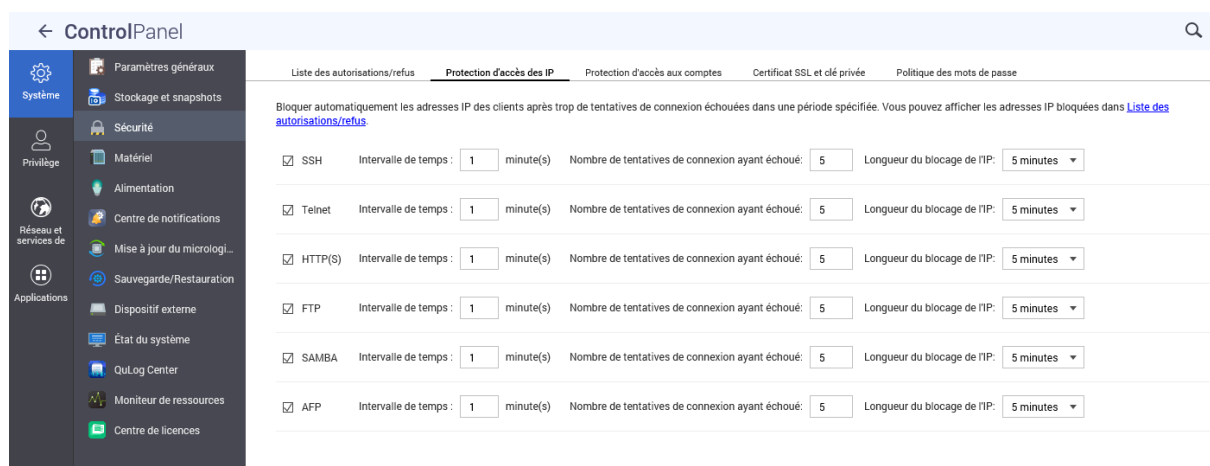 ControlPanel
Système
Privilège
Réseau et
services de
Applications
Paramètres généraux
Stockage et snapshots
Sécurité
Matériel
Alimentation
Centre de notifications
Mise à jour du micrologi...
Sauvegarde/Restauration
Dispositif externe
État du système
QuLog Center
Moniteur de ressources
Centre de licences
Liste des autorisations/refus Protection d'accès des IP Protection d'accès aux comptes Certificat SSL et clé privée Politique des mots de passe
Bloquer automatiquement les adresses IP des clients après trop de tentatives de connexion échouées dans une période spécifiée. Vous pouvez afficher les adresses IP bloquées dans Liste des
autorisations/refus.
SSH Intervalle de temps : 1 minute(s) Nombre de tentatives de connexion ayant échoué: 5 Longueur du blocage de l'IP: 5 minutes
Telnet Intervalle de temps : 1 minute(s) Nombre de tentatives de connexion ayant échoué: 5 Longueur du blocage de l'IP: 5 minutes
HTTP(S) Intervalle de temps : 1 minute(s) Nombre de tentatives de connexion ayant échoué: 5 Longueur du blocage de l'IP: 5 minutes
FTP Intervalle de temps : 1 minute(s) Nombre de tentatives de connexion ayant échoué: 5 Longueur du blocage de l'IP: 5 minutes
SAMBA Intervalle de temps : 1 minute(s) Nombre de tentatives de connexion ayant échoué: 5 Longueur du blocage de l'IP: 5 minutes
AFP Intervalle de temps : 1 minute(s) Nombre de tentatives de connexion ayant échoué: 5 Longueur du blocage de l'IP: 5 minutes